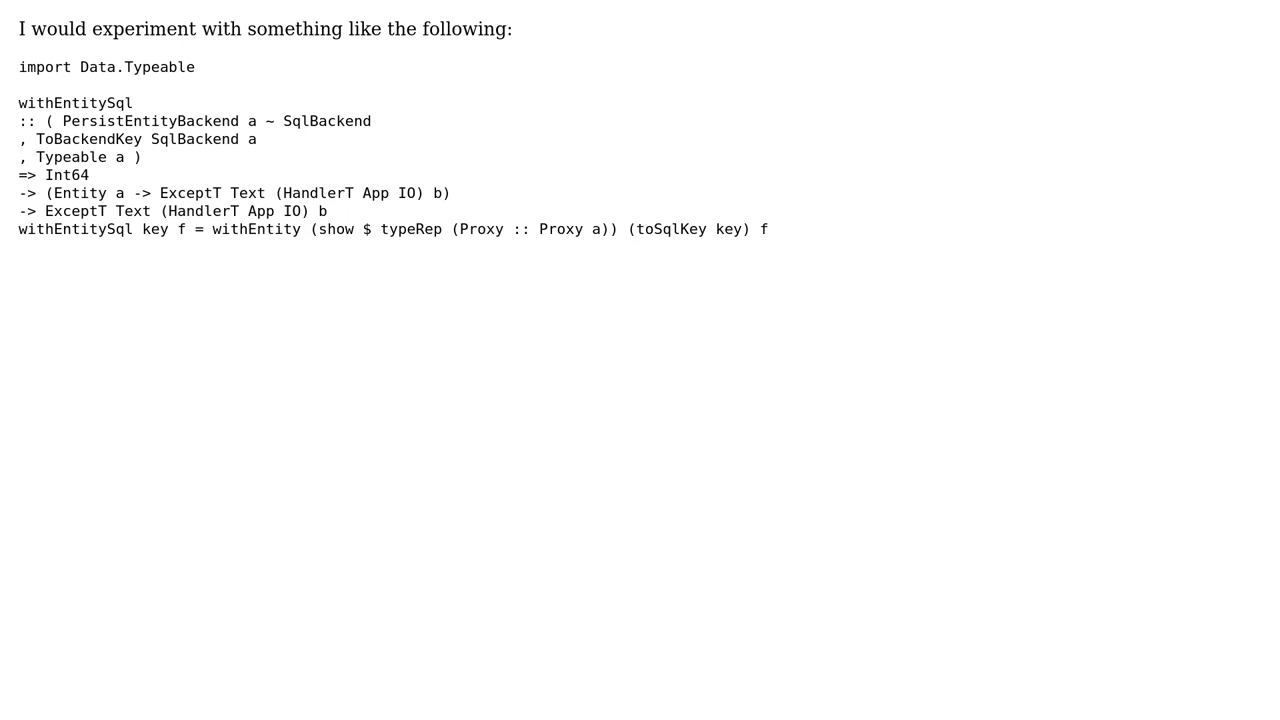 I would experiment with something like the following:
import Data.Typeable
withEntitySql
:: ( PersistEntityBackend a ~ SqlBackend
, ToBackendKey SqlBackend a
, Typeable a )
=> Int64
-> (Entity a -> ExceptT Text (HandlerT App IO) b)
-> ExceptT Text (HandlerT App IO) b
withEntitySql key f = withEntity (show $ typeRep (Proxy :: Proxy a)) (toSqlKey key) f